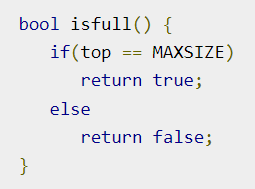 bool isfull() {
   if(top == MAXSIZE)
      return true;
   else
      return false;
}